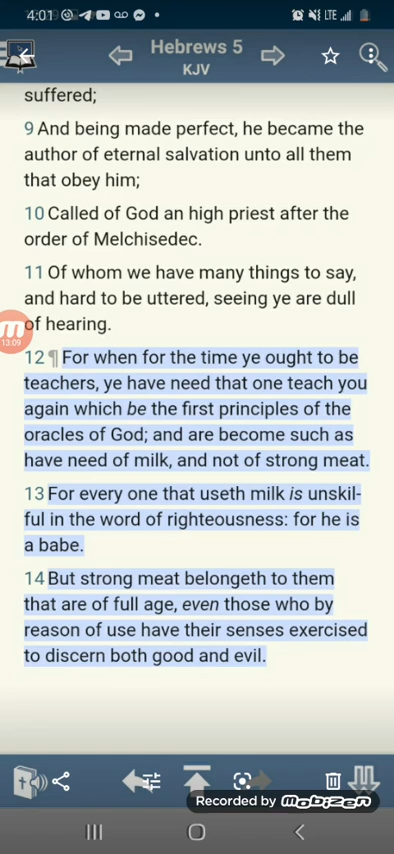 4:01
LTE
Hebrews 5
KJV
suffered;
9 And being made perfect, he became the
author of eternal salvation unto all them
that obey him;
10 Called of God an high priest after the
order of Melchisedec.
11 Of whom we have many things to say,
and hard to be uttered, seeing ye are dull
of hearing.
13:09
12 ¶ For when for the time ye ought to be
teachers, ye have need that one teach you
again which be the first principles of the
oracles of God; and are become such as
have need of milk, and not of strong meat.
13 For every one that useth milk is unskil-
ful in the word of righteousness: for he is
a babe.
14 But strong meat belongeth to them
that are of full age, even those who by
reason of use have their senses exercised
to discern both good and evil.
Recorded by mobizen